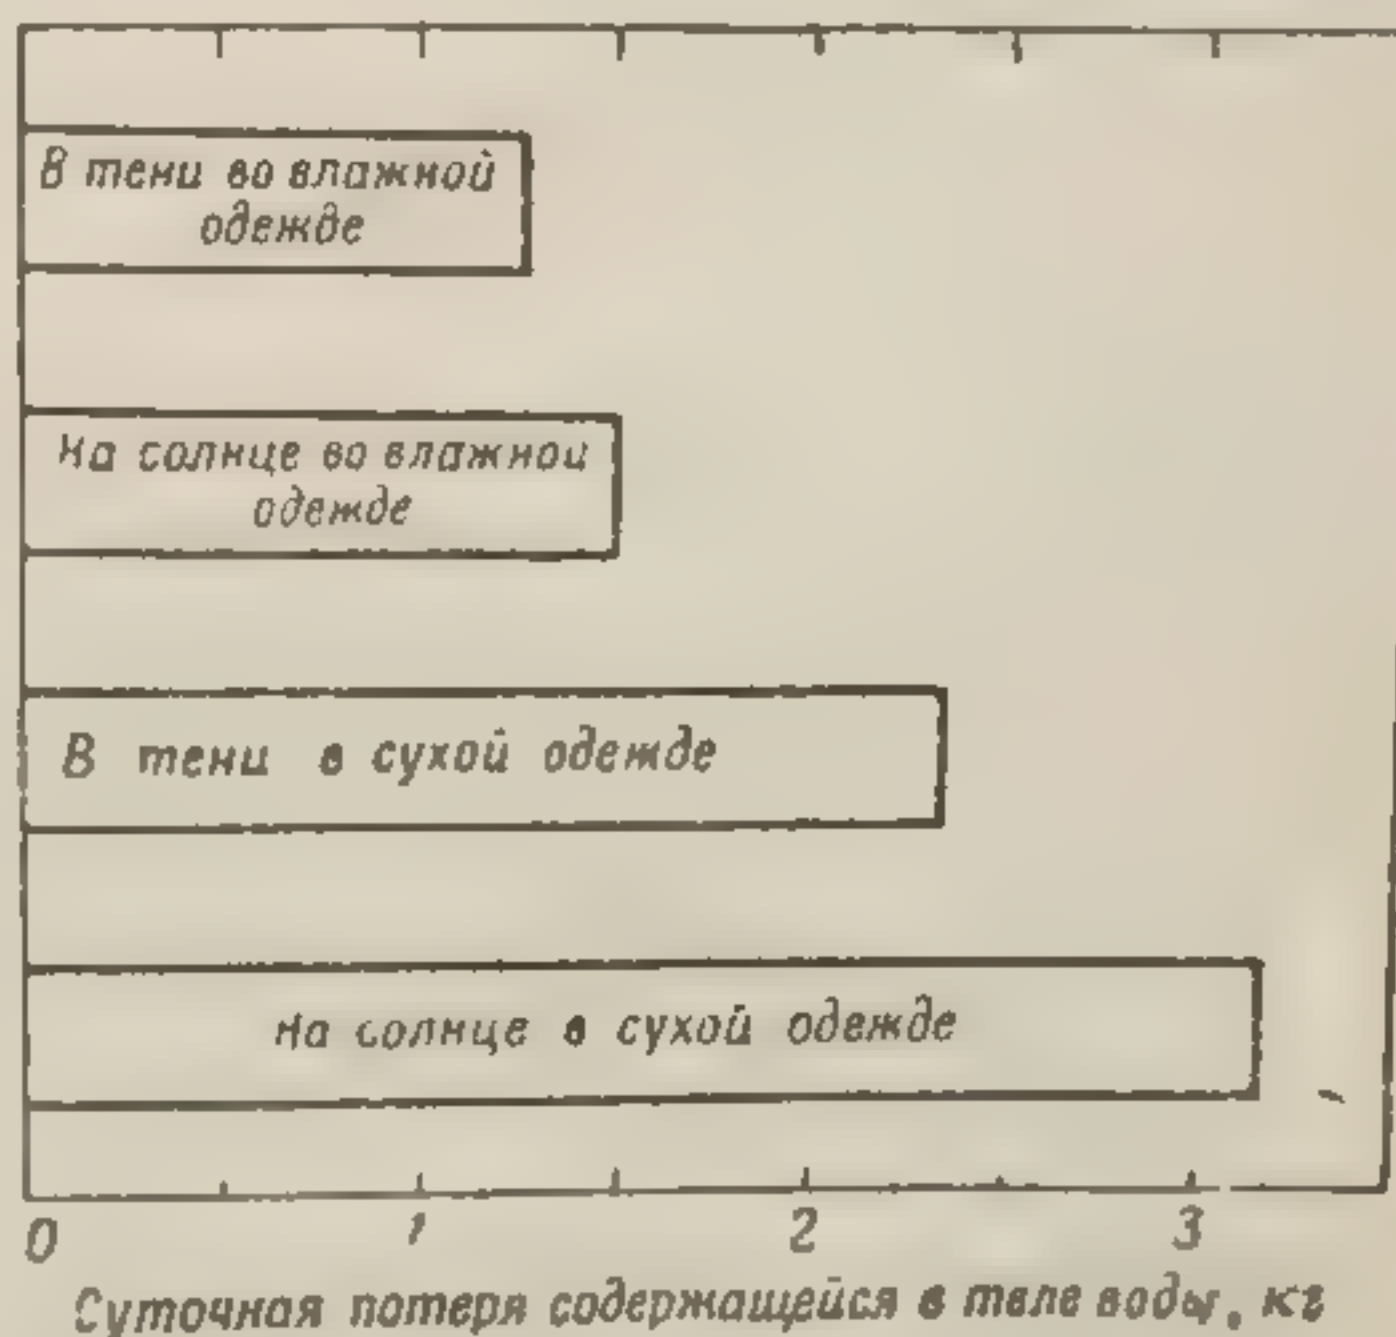 В тени во влажной
одежде
На солнце во влажной
одежде
В тени в сухой одежде
На солнце в сухой одежде
0 1 2 3
Суточная потеря содержащейся в теле воды, кг